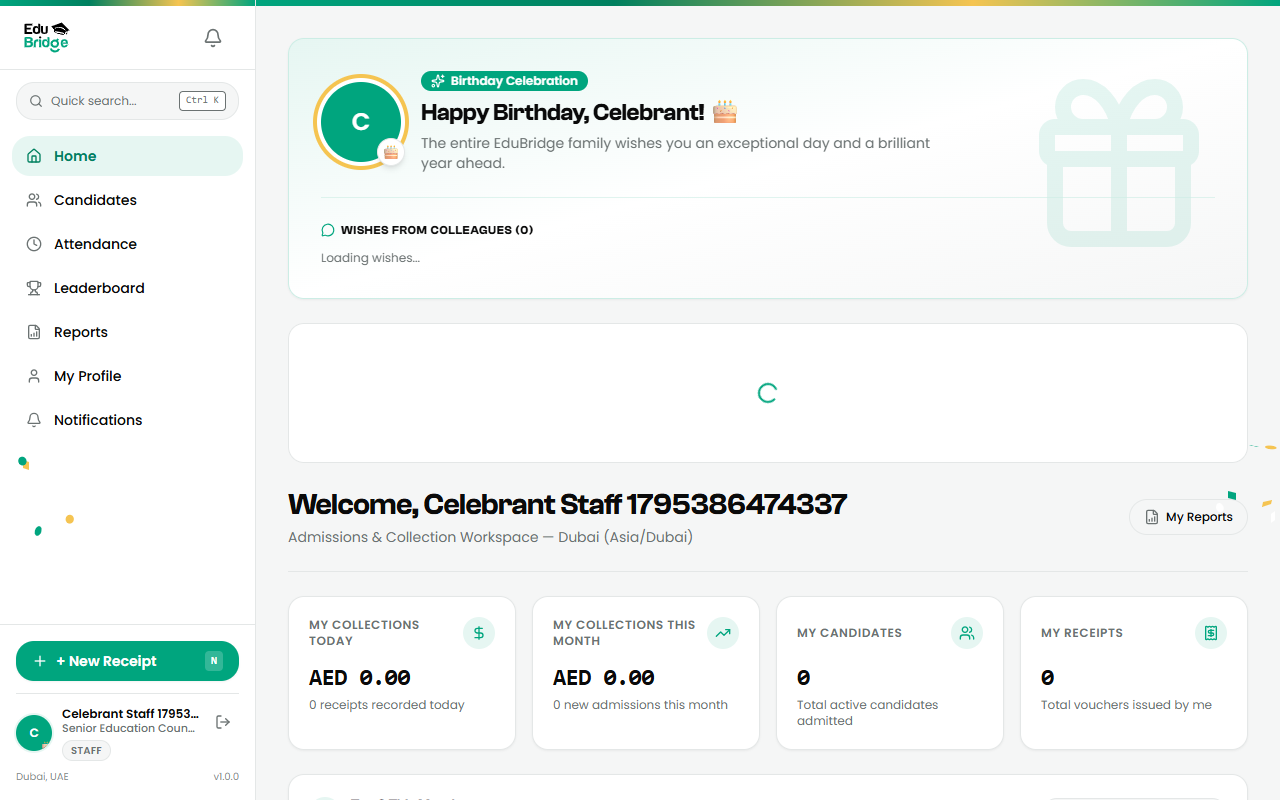 Edu
Bridge
Quick search...
Ctrl K
Home
Candidates
Attendance
Leaderboard
Reports
My Profile
Notifications
+ New Receipt
N
C
Celebrant Staff 17953...
Senior Education Coun...
STAFF
Dubai, UAE
v1.0.0
C
Birthday Celebration
Happy Birthday, Celebrant! 🎂
The entire EduBridge family wishes you an exceptional day and a brilliant
year ahead.
WISHES FROM COLLEAGUES (0)
Loading wishes...
Welcome, Celebrant Staff 1795386474337
Admissions & Collection Workspace — Dubai (Asia/Dubai)
My Reports
MY COLLECTIONS
TODAY
AED 0.00
0 receipts recorded today
MY COLLECTIONS THIS
MONTH
AED 0.00
0 new admissions this month
MY CANDIDATES
0
Total active candidates
admitted
MY RECEIPTS
0
Total vouchers issued by me